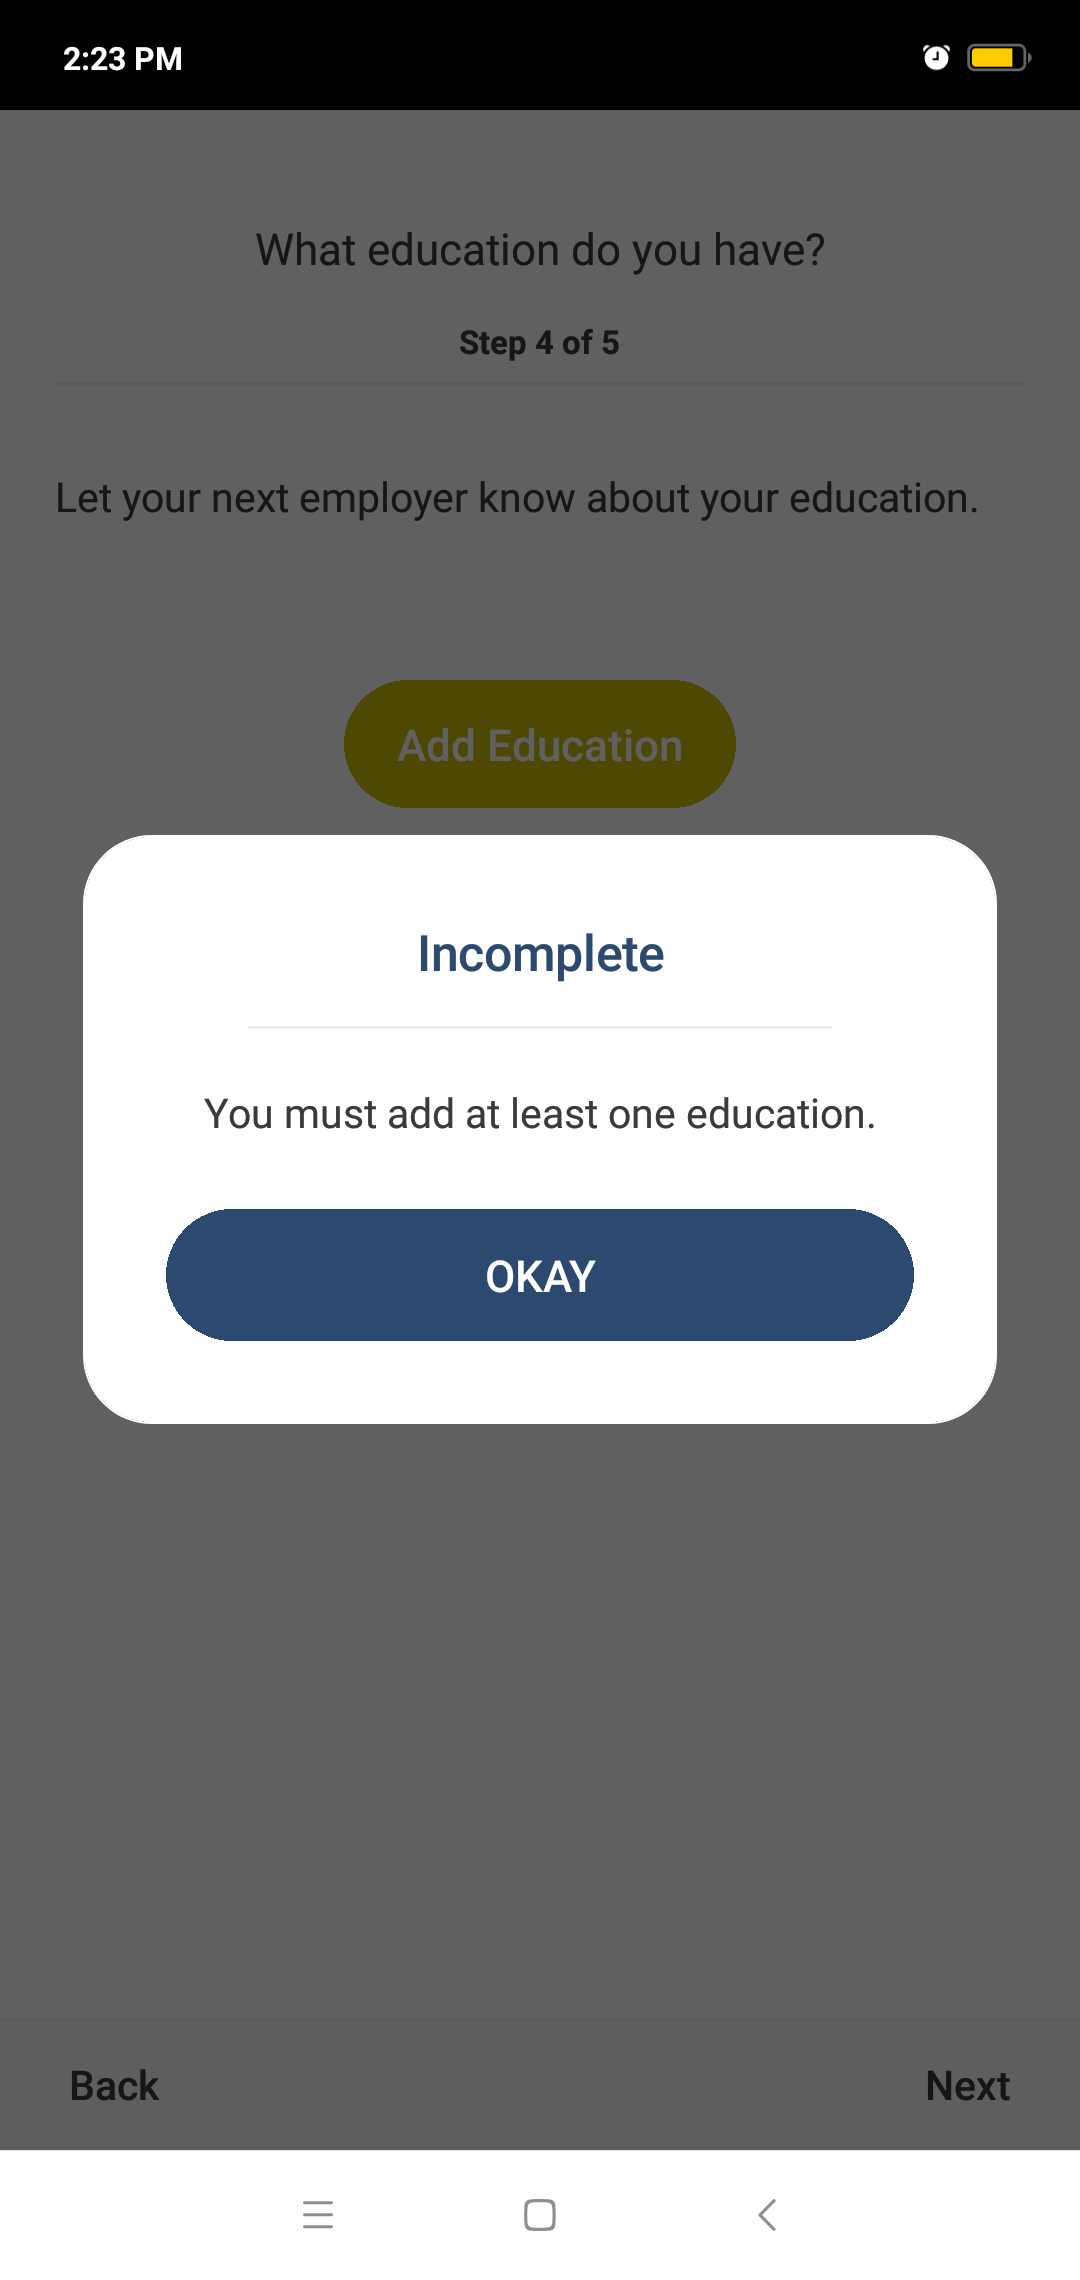 2:23 PM
What education do you have?
Step 4 of 5
Let your next employer know about your education.
Add Education
Incomplete
You must add at least one education.
OKAY
Back
Next